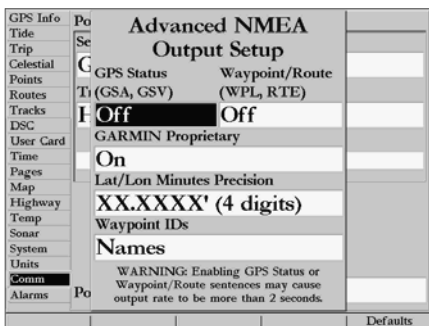 GPS Info
Tide
Trip
Celestial
Points
Routes
Tracks
DSC
User Card
Time
Pages
Map
Highway
Temp
Sonar
System
Units
Comm
Alarms
Po
Se
G
H
Po
Advanced NMEA
Output Setup
GPS Status Waypoint/Route
(GSA, GSV) (WPL, RTE)
Off Off
GARMIN Proprietary
On
Lat/Lon Minutes Precision
XX.XXXX' (4 digits)
Waypoint IDs
Names
WARNING: Enabling GPS Status or
Waypoint/Route sentences may cause
output rate to be more than 2 seconds.
Defaults